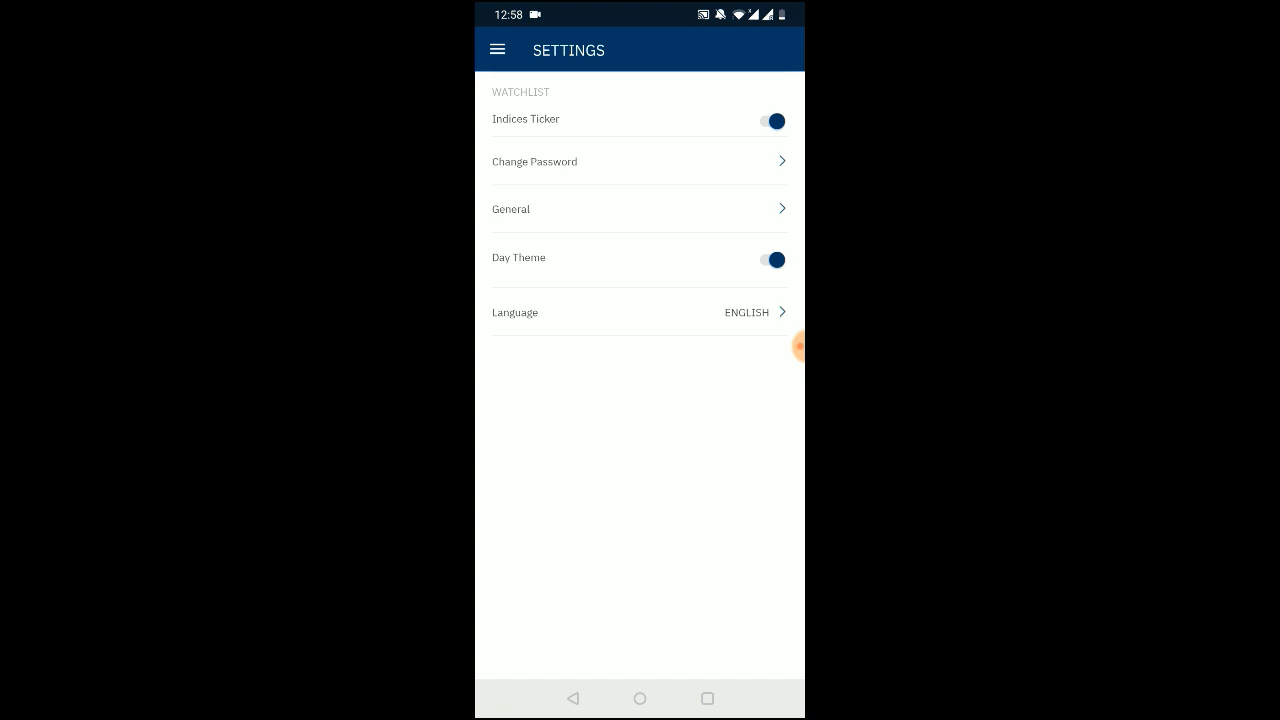 12:58
SETTINGS
WATCHLIST
Indices Ticker
Change Password
General
Day Theme
Language ENGLISH